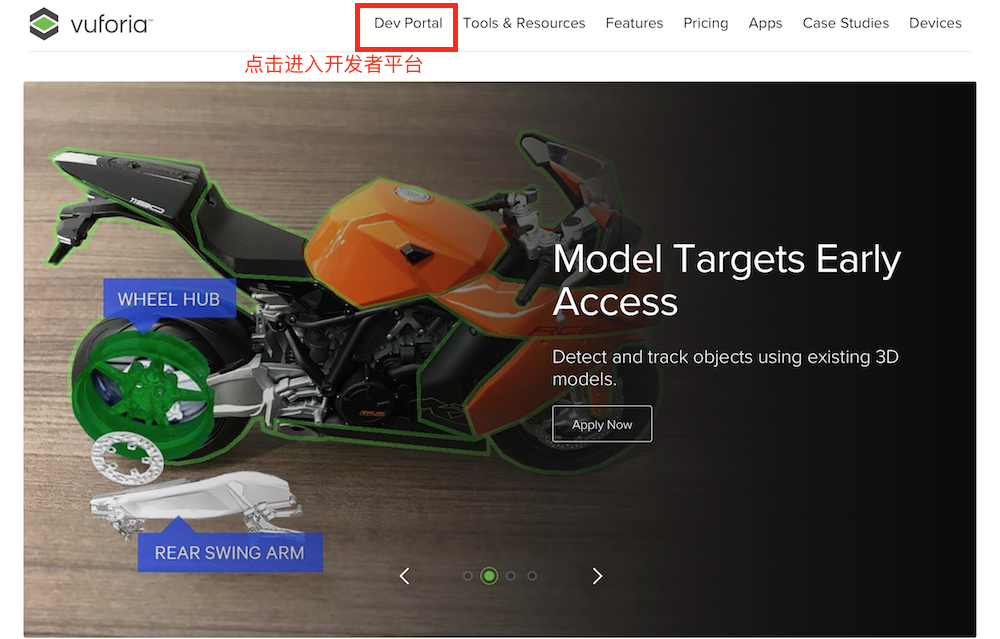 vuforia™
Dev Portal Tools & Resources Features Pricing Apps Case Studies Devices
点击进入开发者平台
1190
WHEEL HUB
Model Targets Early
Access
RC8
Detect and track objects using existing 3D
models.
Apply Now
REAR SWING ARM